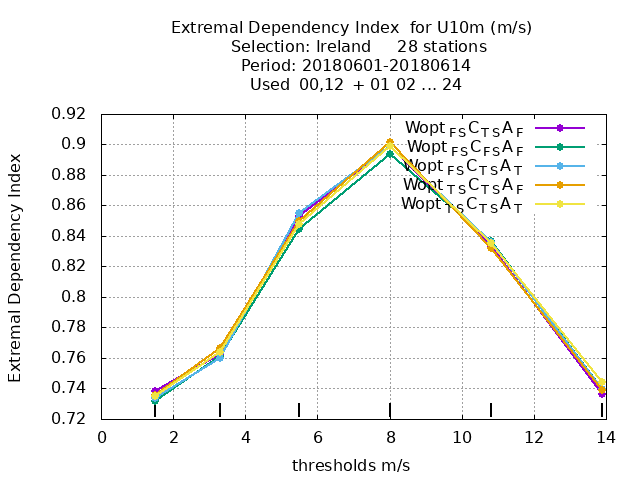 Extremal Dependency Index  for U10m (m/s)
Selection: Ireland     28 stations
Period: 20180601-20180614
Used  00,12  + 01 02 ... 24
Extremal Dependency Index
0.92
0.9
0.88
0.86
0.84
0.82
0.8
0.78
0.76
0.74
0.72
Wopt FS C TS A F
Wopt FS C FS A F
Wopt FS C TS A T
Wopt TS C TS A F
Wopt TS C TS A T
0 2 4 6 8 10 12 14
thresholds m/s